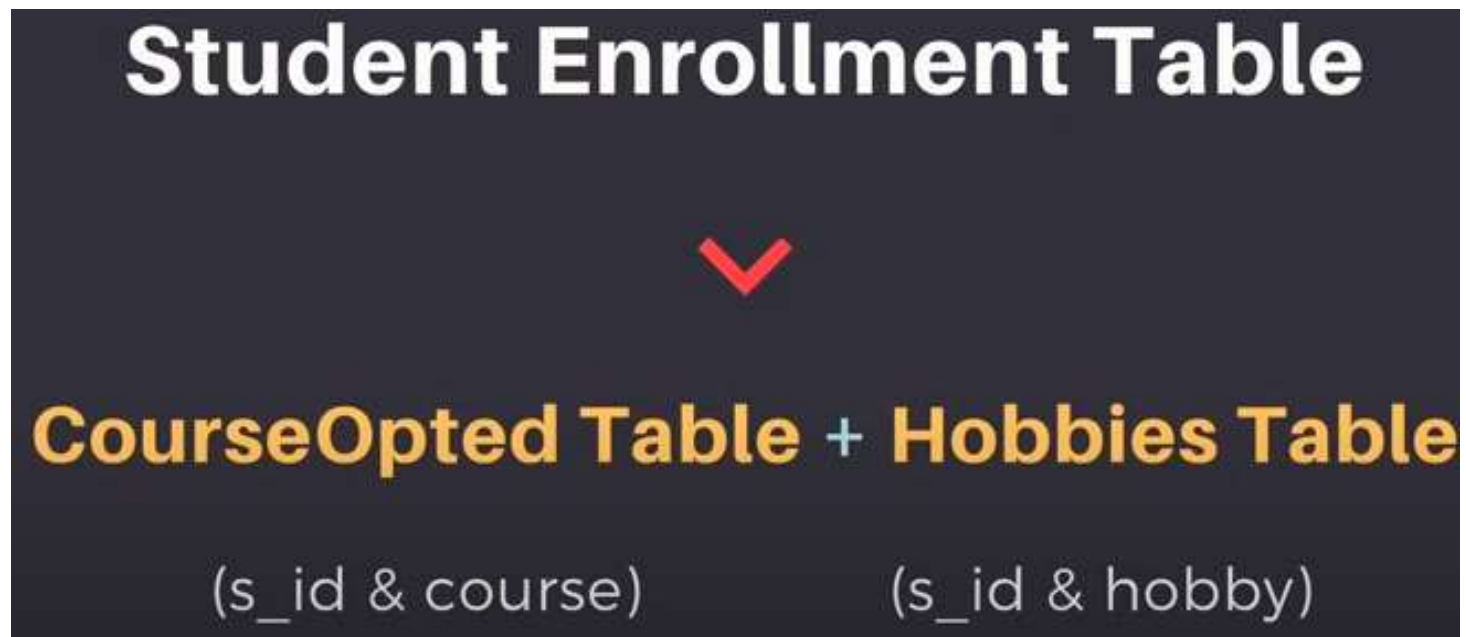 Student Enrollment Table
CourseOpted Table + Hobbies Table
(s_id & course) (s_id & hobby)